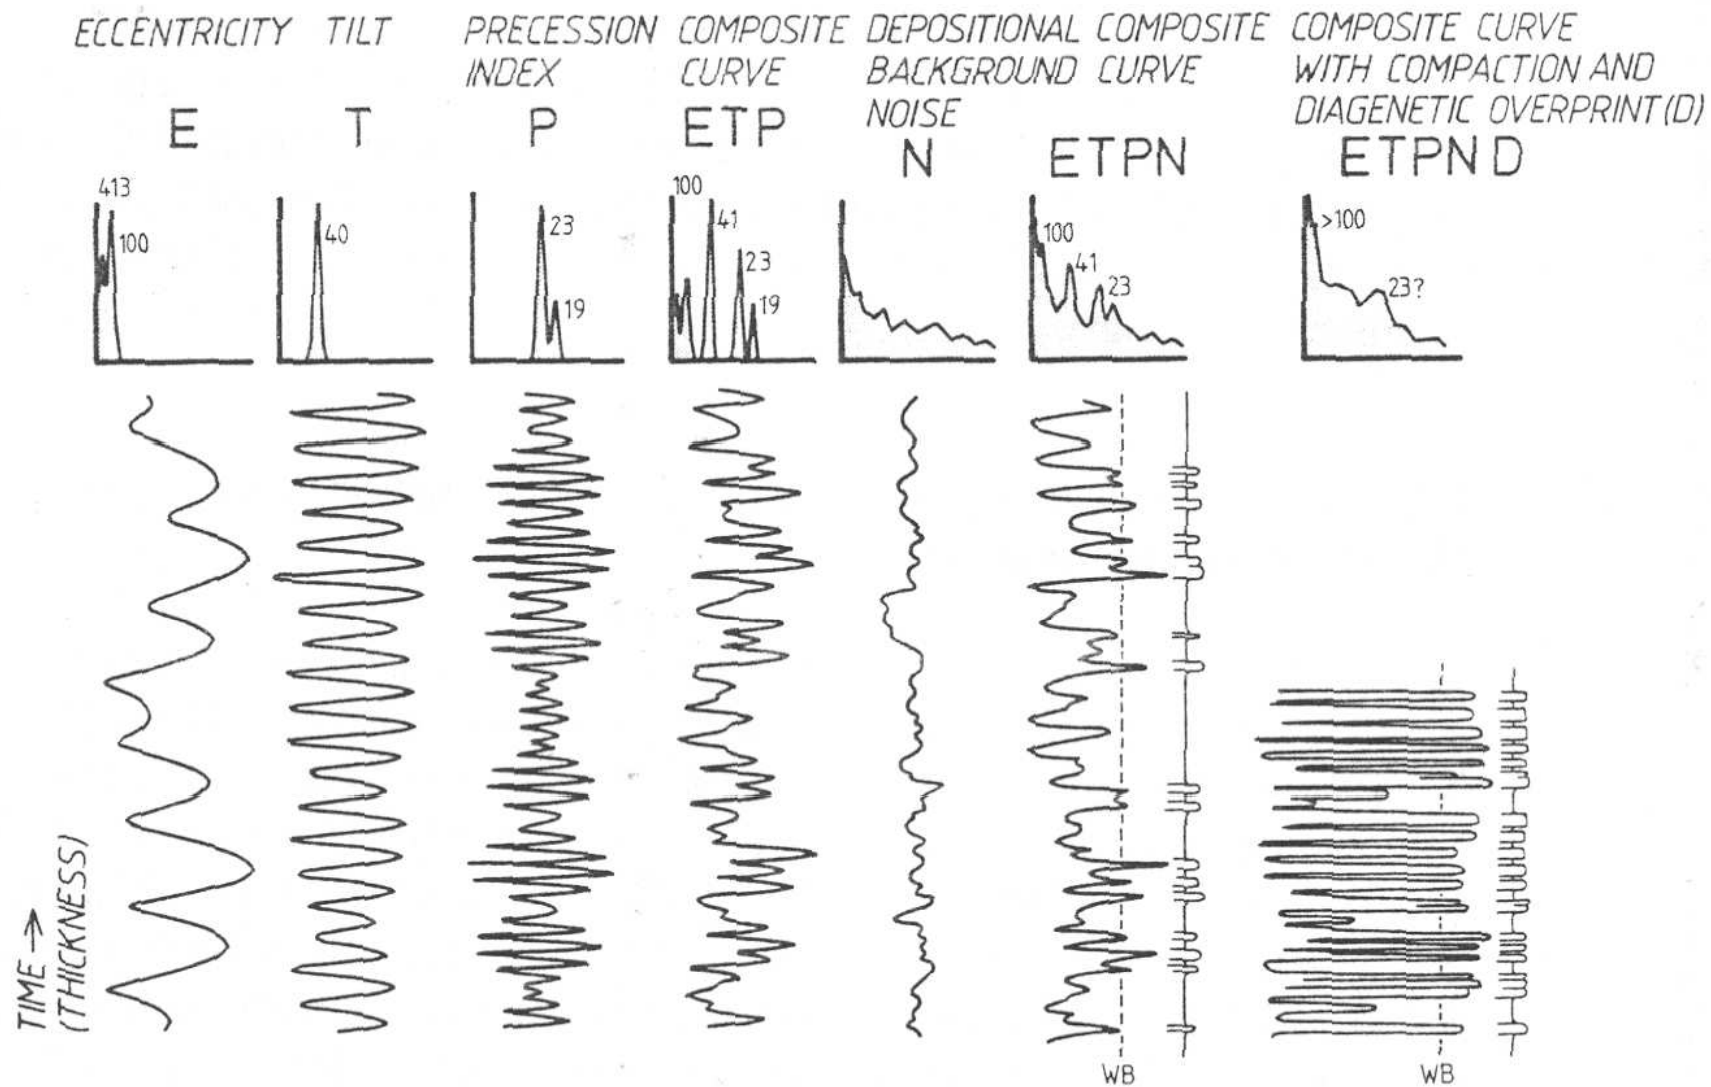 ECCENTRICITY
E
TILT
T
PRECESSION
INDEX
P
COMPOSITE
CURVE
ETP
DEPOSITIONAL
BACKGROUND
NOISE
N
COMPOSITE
CURVE
ETPN
COMPOSITE CURVE
WITH COMPACTION AND
DIAGENETIC OVERPRINT(D)
ETPND
413
100
40
23
19
100
41
23
19
100
41
23
>100
23?
TIME →
(THICKNESS)
WB
WB